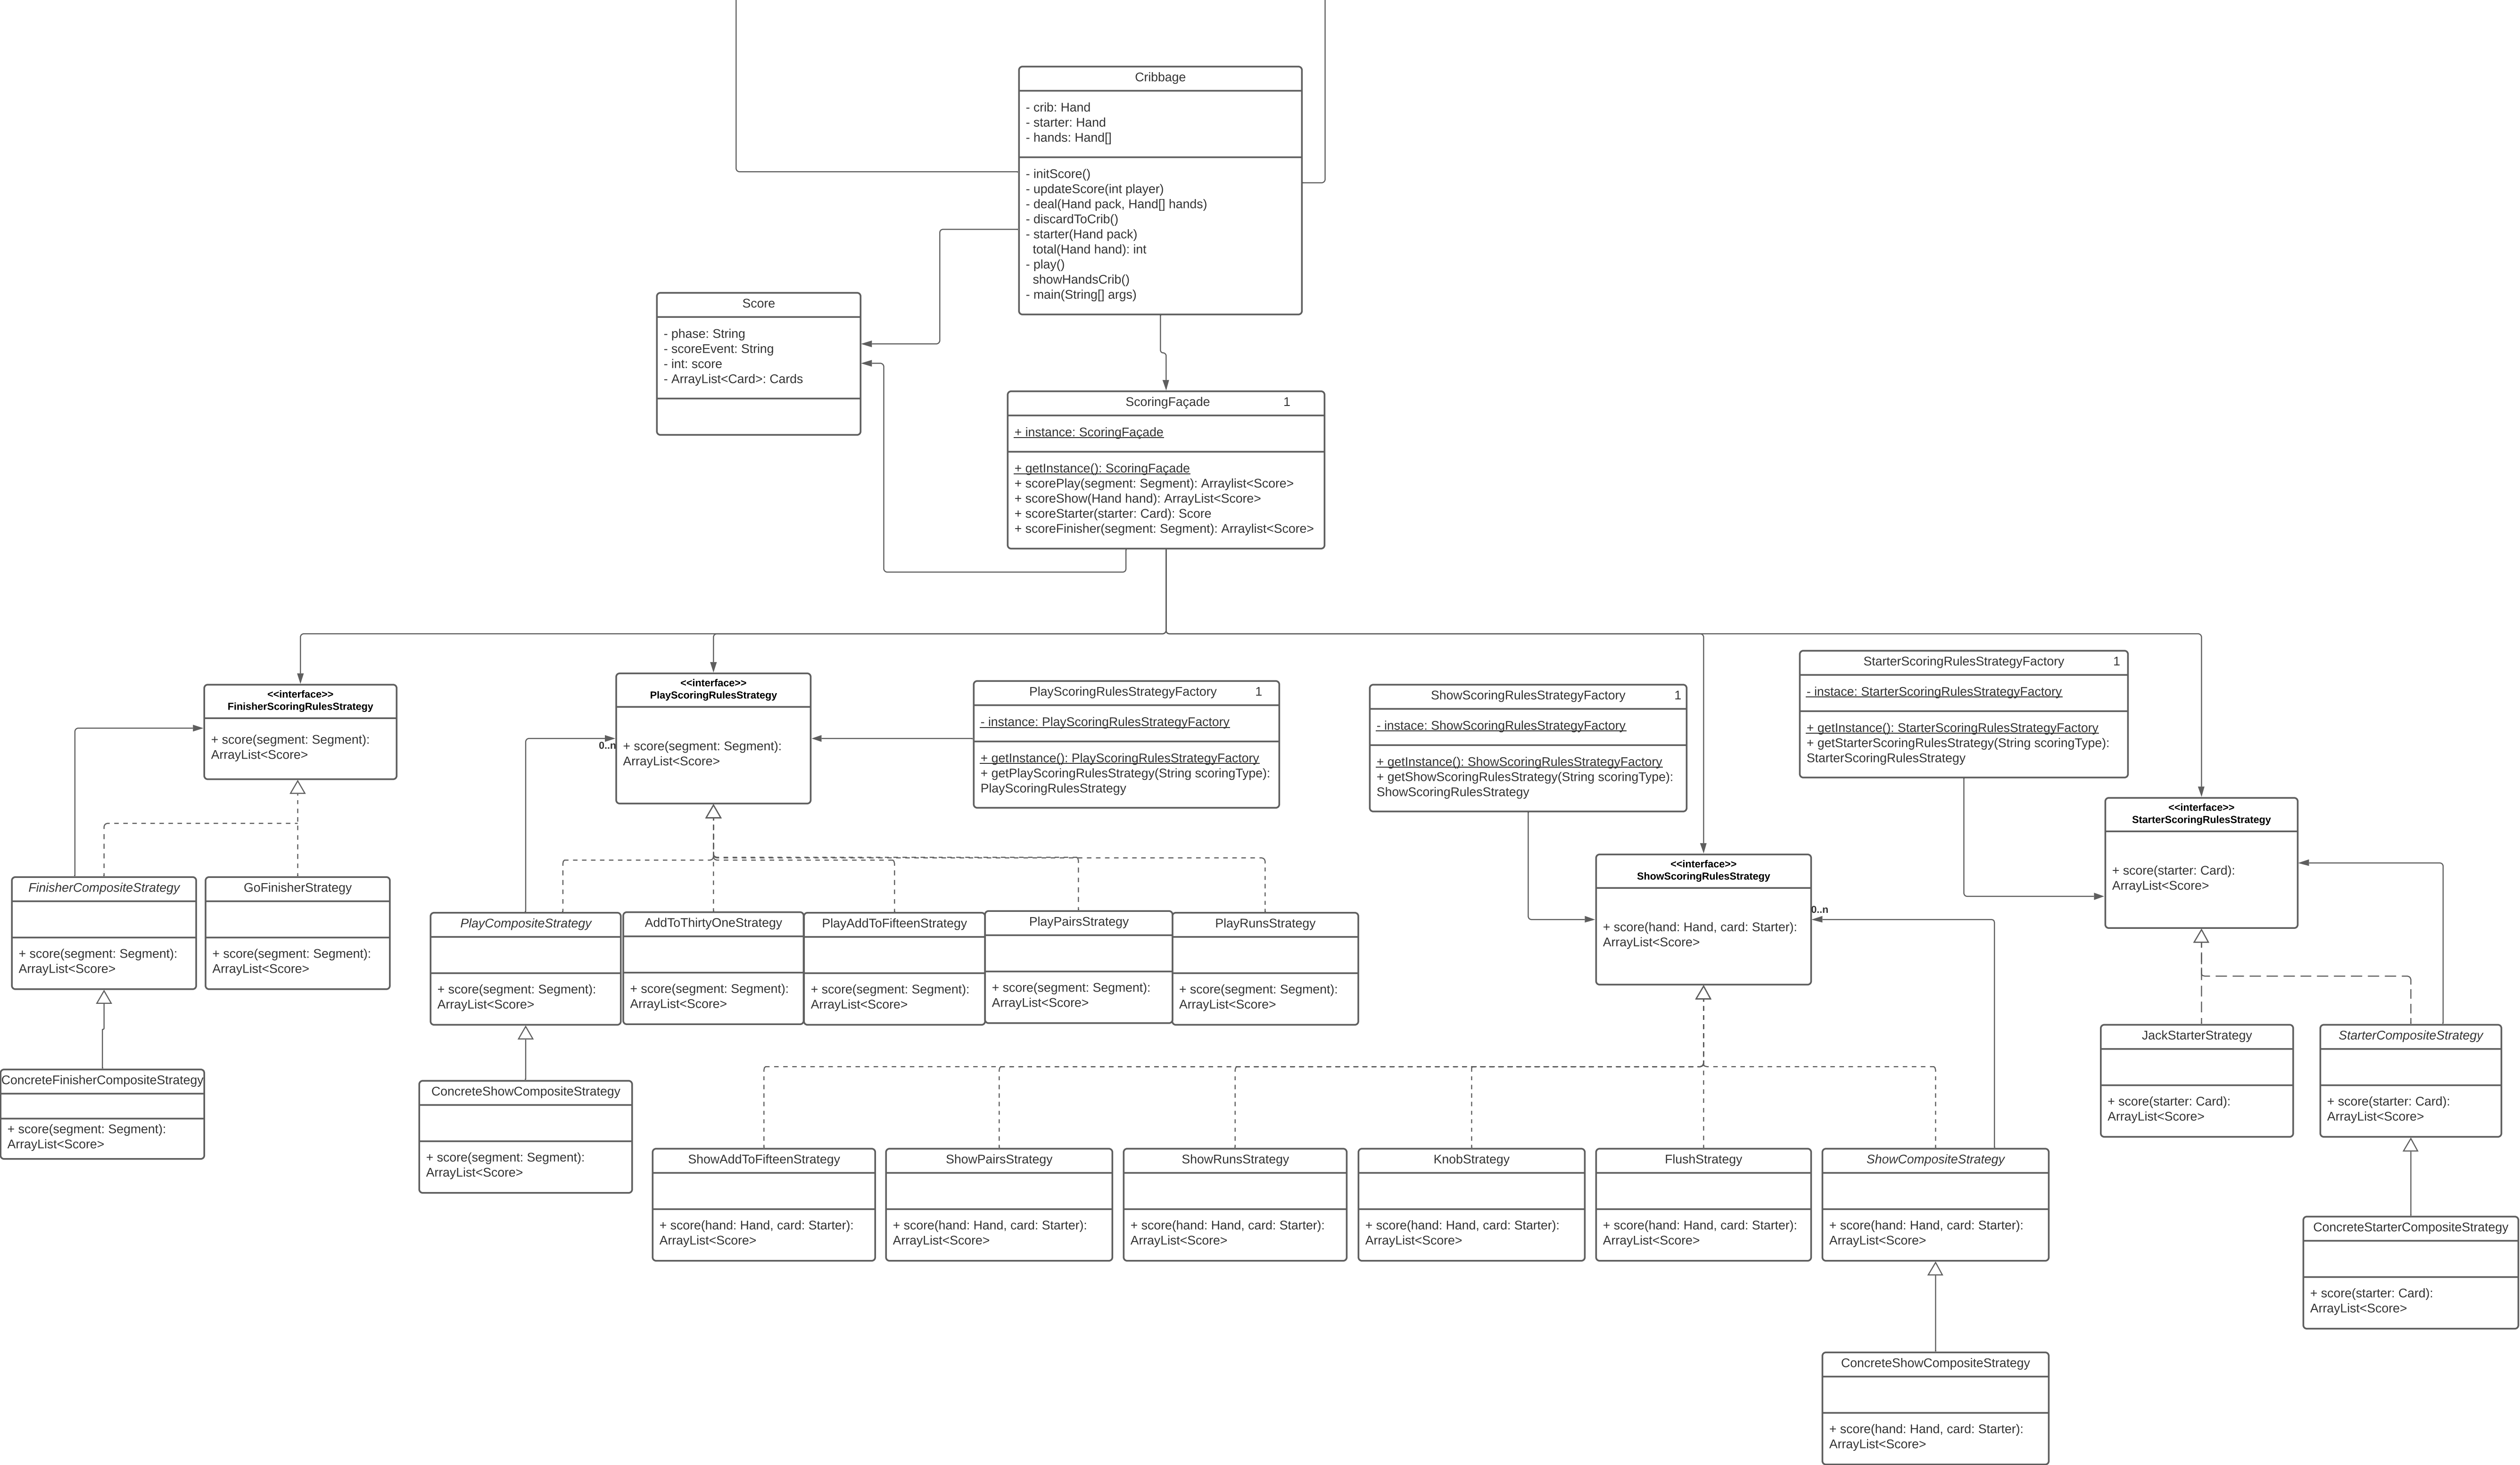 Cribbage
- crib: Hand
- starter: Hand
- hands: Hand[]
- initScore()
- updateScore(int player)
- deal(Hand pack, Hand[] hands)
- discardToCrib()
- starter(Hand pack)
total(Hand hand): int
- play()
showHandsCrib()
- main(String[] args)
Score
- phase: String
- scoreEvent: String
- int: score
- ArrayList<Card>: Cards
ScoringFaçade 1
+ instance: ScoringFaçade
+ getInstance(): ScoringFaçade
+ scorePlay(segment: Segment): Arraylist<Score>
+ scoreShow(Hand hand): ArrayList<Score>
+ scoreStarter(starter: Card): Score
+ scoreFinisher(segment: Segment): Arraylist<Score>
<<interface>>
FinisherScoringRulesStrategy
+ score(segment: Segment):
ArrayList<Score>
<<interface>>
PlayScoringRulesStrategy
0..n
+ score(segment: Segment):
ArrayList<Score>
PlayScoringRulesStrategyFactory 1
- instance: PlayScoringRulesStrategyFactory
+ getInstance(): PlayScoringRulesStrategyFactory
+ getPlayScoringRulesStrategy(String scoringType):
PlayScoringRulesStrategy
ShowScoringRulesStrategyFactory 1
- instace: ShowScoringRulesStrategyFactory
+ getInstance(): ShowScoringRulesStrategyFactory
+ getShowScoringRulesStrategy(String scoringType):
ShowScoringRulesStrategy
StarterScoringRulesStrategyFactory 1
- instace: StarterScoringRulesStrategyFactory
+ getInstance(): StarterScoringRulesStrategyFactory
+ getStarterScoringRulesStrategy(String scoringType):
StarterScoringRulesStrategy
<<interface>>
StarterScoringRulesStrategy
+ score(starter: Card):
ArrayList<Score>
<<interface>>
ShowScoringRulesStrategy
0..n
+ score(hand: Hand, card: Starter):
ArrayList<Score>
FinisherCompositeStrategy
+ score(segment: Segment):
ArrayList<Score>
GoFinisherStrategy
+ score(segment: Segment):
ArrayList<Score>
PlayCompositeStrategy
+ score(segment: Segment):
ArrayList<Score>
AddToThirtyOneStrategy
+ score(segment: Segment):
ArrayList<Score>
PlayAddToFifteenStrategy
+ score(segment: Segment):
ArrayList<Score>
PlayPairsStrategy
+ score(segment: Segment):
ArrayList<Score>
PlayRunsStrategy
+ score(segment: Segment):
ArrayList<Score>
JackStarterStrategy
+ score(starter: Card):
ArrayList<Score>
StarterCompositeStrategy
+ score(starter: Card):
ArrayList<Score>
ConcreteFinisherCompositeStrategy
+ score(segment: Segment):
ArrayList<Score>
ConcreteShowCompositeStrategy
+ score(segment: Segment):
ArrayList<Score>
ShowAddToFifteenStrategy
+ score(hand: Hand, card: Starter):
ArrayList<Score>
ShowPairsStrategy
+ score(hand: Hand, card: Starter):
ArrayList<Score>
ShowRunsStrategy
+ score(hand: Hand, card: Starter):
ArrayList<Score>
KnobStrategy
+ score(hand: Hand, card: Starter):
ArrayList<Score>
FlushStrategy
+ score(hand: Hand, card: Starter):
ArrayList<Score>
ShowCompositeStrategy
+ score(hand: Hand, card: Starter):
ArrayList<Score>
ConcreteStarterCompositeStrategy
+ score(starter: Card):
ArrayList<Score>
ConcreteShowCompositeStrategy
+ score(hand: Hand, card: Starter):
ArrayList<Score>